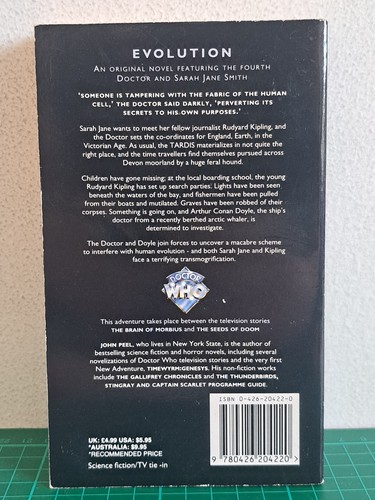 EVOLUTION
AN ORIGINAL NOVEL FEATURING THE FOURTH
DOCTOR AND SARAH JANE SMITH
'SOMEONE IS TAMPERING WITH THE FABRIC OF THE HUMAN
CELL,' THE DOCTOR SAID DARKLY, 'PERVERTING ITS
SECRETS TO HIS OWN PURPOSES.'
Sarah Jane wants to meet her fellow journalist Rudyard Kipling, and
the Doctor sets the co-ordinates for England, Earth, in the
Victorian Age. As usual, the TARDIS materializes in not quite the
right place, and the time travellers find themselves pursued across
Devon moorland by a huge feral hound.
Children have gone missing; at the local boarding school, the young
Rudyard Kipling has set up search parties. Lights have been seen
beneath the waters of the bay, and fishermen have been pulled
from their boats and mutilated. Graves have been robbed of their
corpses. Something is going on, and Arthur Conan Doyle, the ship's
doctor from a recently berthed arctic whaler, is
determined to investigate.
The Doctor and Doyle join forces to uncover a macabre scheme
to interfere with human evolution - and both Sarah Jane and Kipling
face a terrifying transmogrification.
DOCTOR
WHO
This adventure takes place between the television stories
THE BRAIN OF MORBIUS and THE SEEDS OF DOOM
JOHN PEEL, who lives in New York State, is the author of
bestselling science fiction and horror novels, including several
novelizations of Doctor Who television stories and the very first
New Adventure, TIMEWYRM:GENESYS. His non-fiction works
include THE GALLIFREY CHRONICLES and THE THUNDERBIRDS,
STINGRAY AND CAPTAIN SCARLET PROGRAMME GUIDE.
ISBN 0-426-20422-0
9 780426 204220 >
UK: £4.99 USA: $5.95
*AUSTRALIA: $9.95
*RECOMMENDED PRICE
Science fiction/TV tie -in